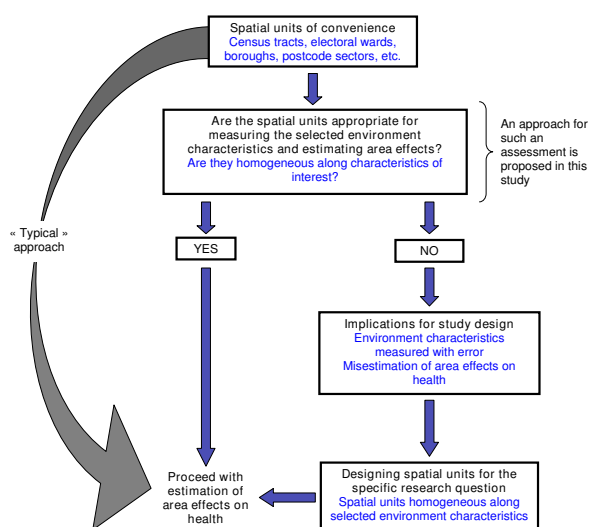 Spatial units of convenience
Census tracts, electoral wards,
boroughs, postcode sectors, etc.
Are the spatial units appropriate for
measuring the selected environment
characteristics and estimating area effects?
Are they homogeneous along characteristics of
interest?
An approach for
such an
assessment is
proposed in this
study
« Typical »
approach
YES
NO
Implications for study design
Environment characteristics
measured with error
Misestimation of area effects on
health
Designing spatial units for the
specific research question
Spatial units homogeneous along
selected environment characteristics
Proceed with
estimation of
area effects on
health